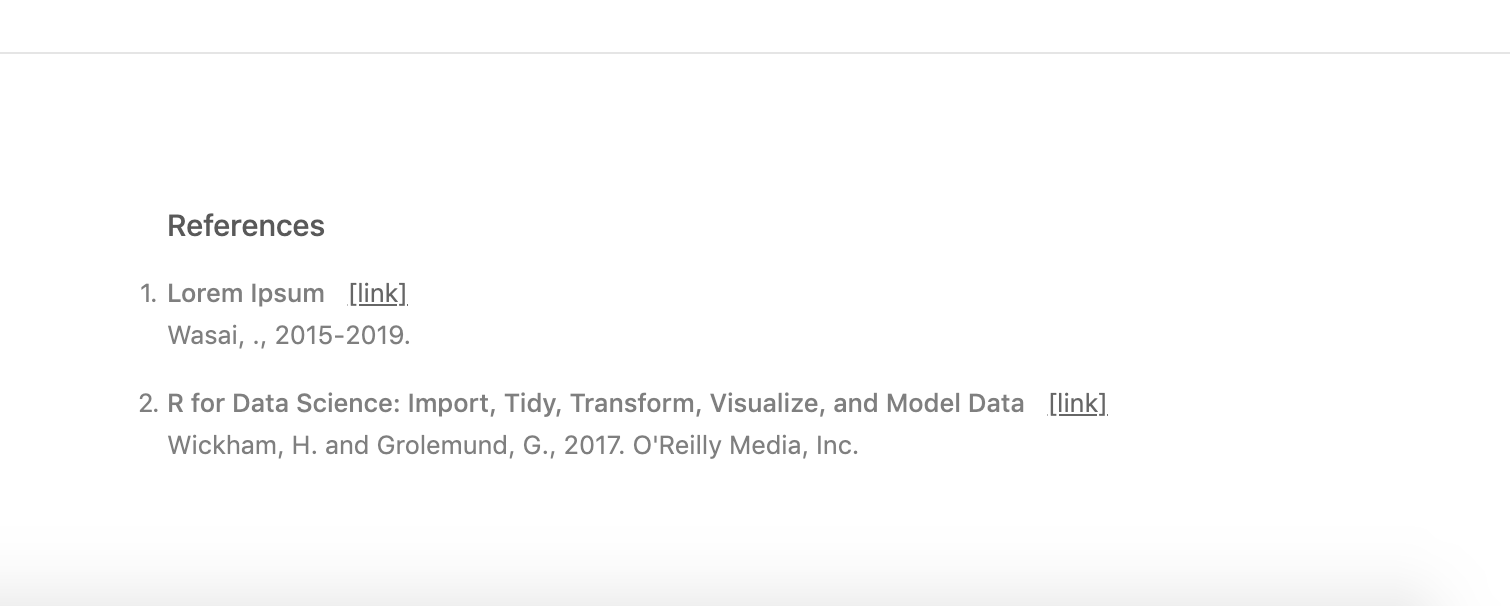 References
1. Lorem Ipsum [link]
Wasai, ., 2015-2019.
2. R for Data Science: Import, Tidy, Transform, Visualize, and Model Data [link]
Wickham, H. and Grolemund, G., 2017. O'Reilly Media, Inc.